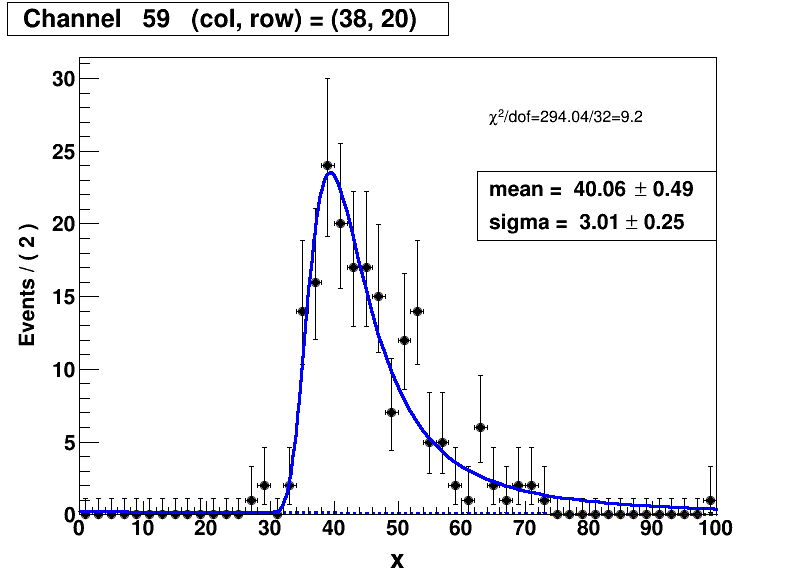 Channel 59 (col, row) = (38, 20)
χ²/dof=294.04/32=9.2
mean = 40.06 ± 0.49
sigma = 3.01 ± 0.25
Events / ( 2 )
30
25
20
15
10
5
0
0 10 20 30 40 50 60 70 80 90 100
x